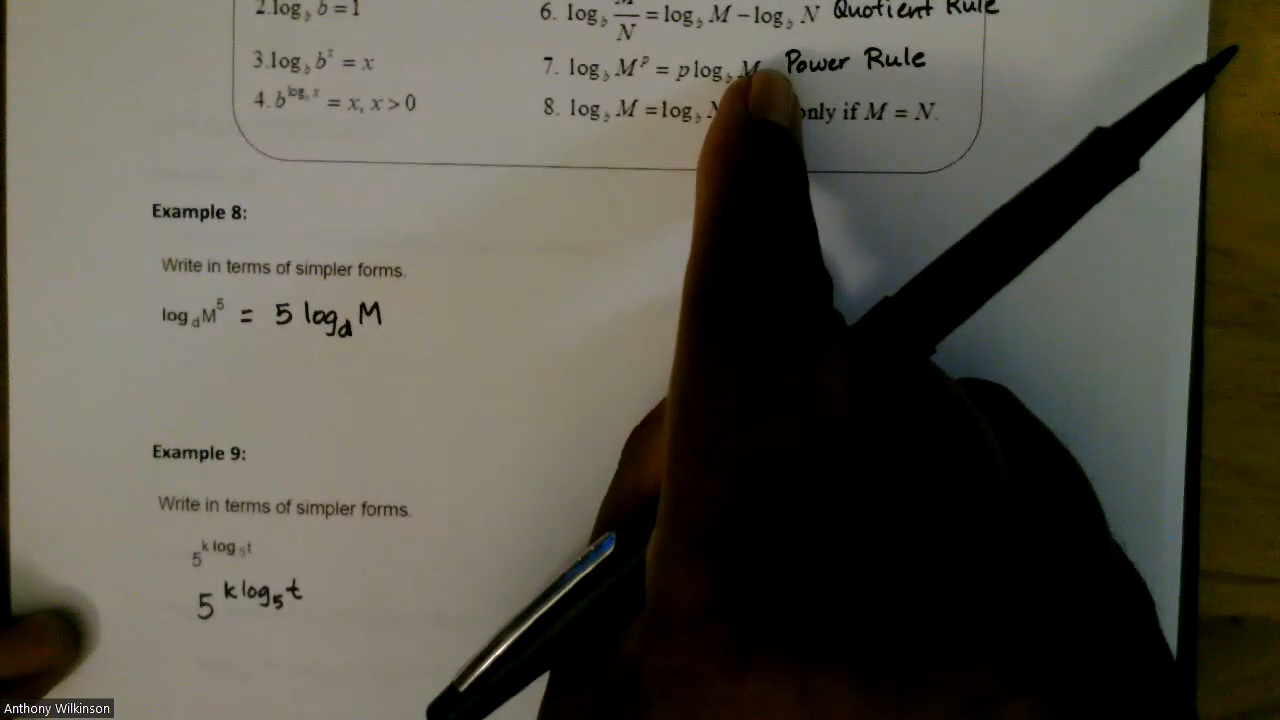 2. log_b b = 1
3. log_b b^x = x
4. b^{log_b x} = x, x > 0
6. log_b M/N = log_b M − log_b N Quotient Rule
7. log_b M^p = p log_b M Power Rule
8. log_b M = log_b only if M = N.
Example 8:
Write in terms of simpler forms.
log_d M^5 = 5 log_d M
Example 9:
Write in terms of simpler forms.
5^{k log_5 t}
5^{k log_5 t}
Anthony Wilkinson